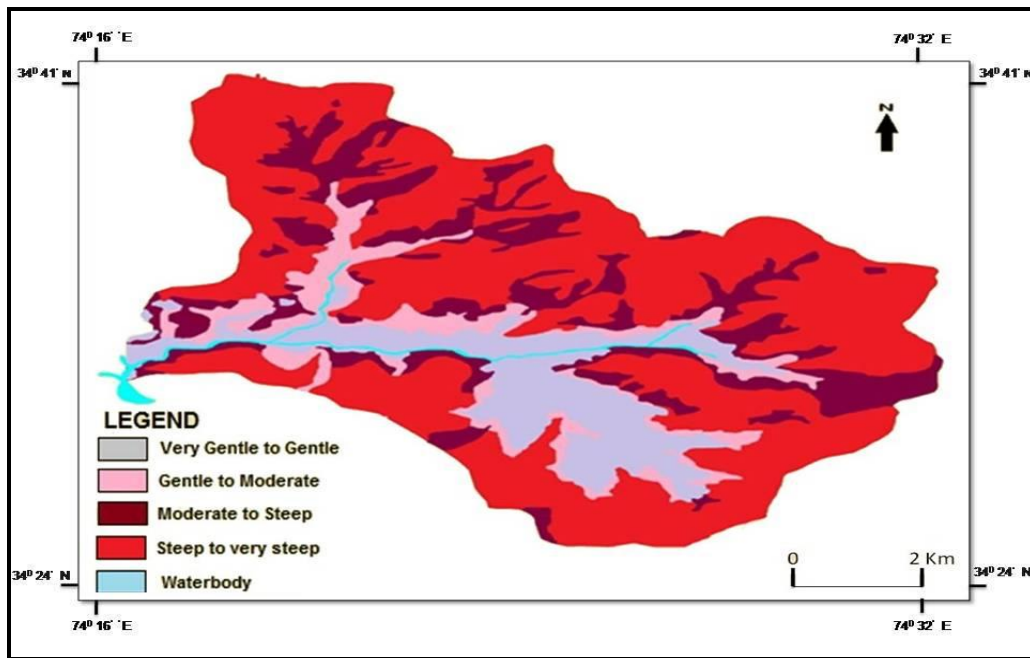 74⁰ 16' E
74⁰ 32' E
34⁰ 41' N
34⁰ 41' N
N
LEGEND
Very Gentle to Gentle
Gentle to Moderate
Moderate to Steep
Steep to very steep
Waterbody
0 2 Km
34⁰ 24' N
34⁰ 24' N
74⁰ 16' E
74⁰ 32' E